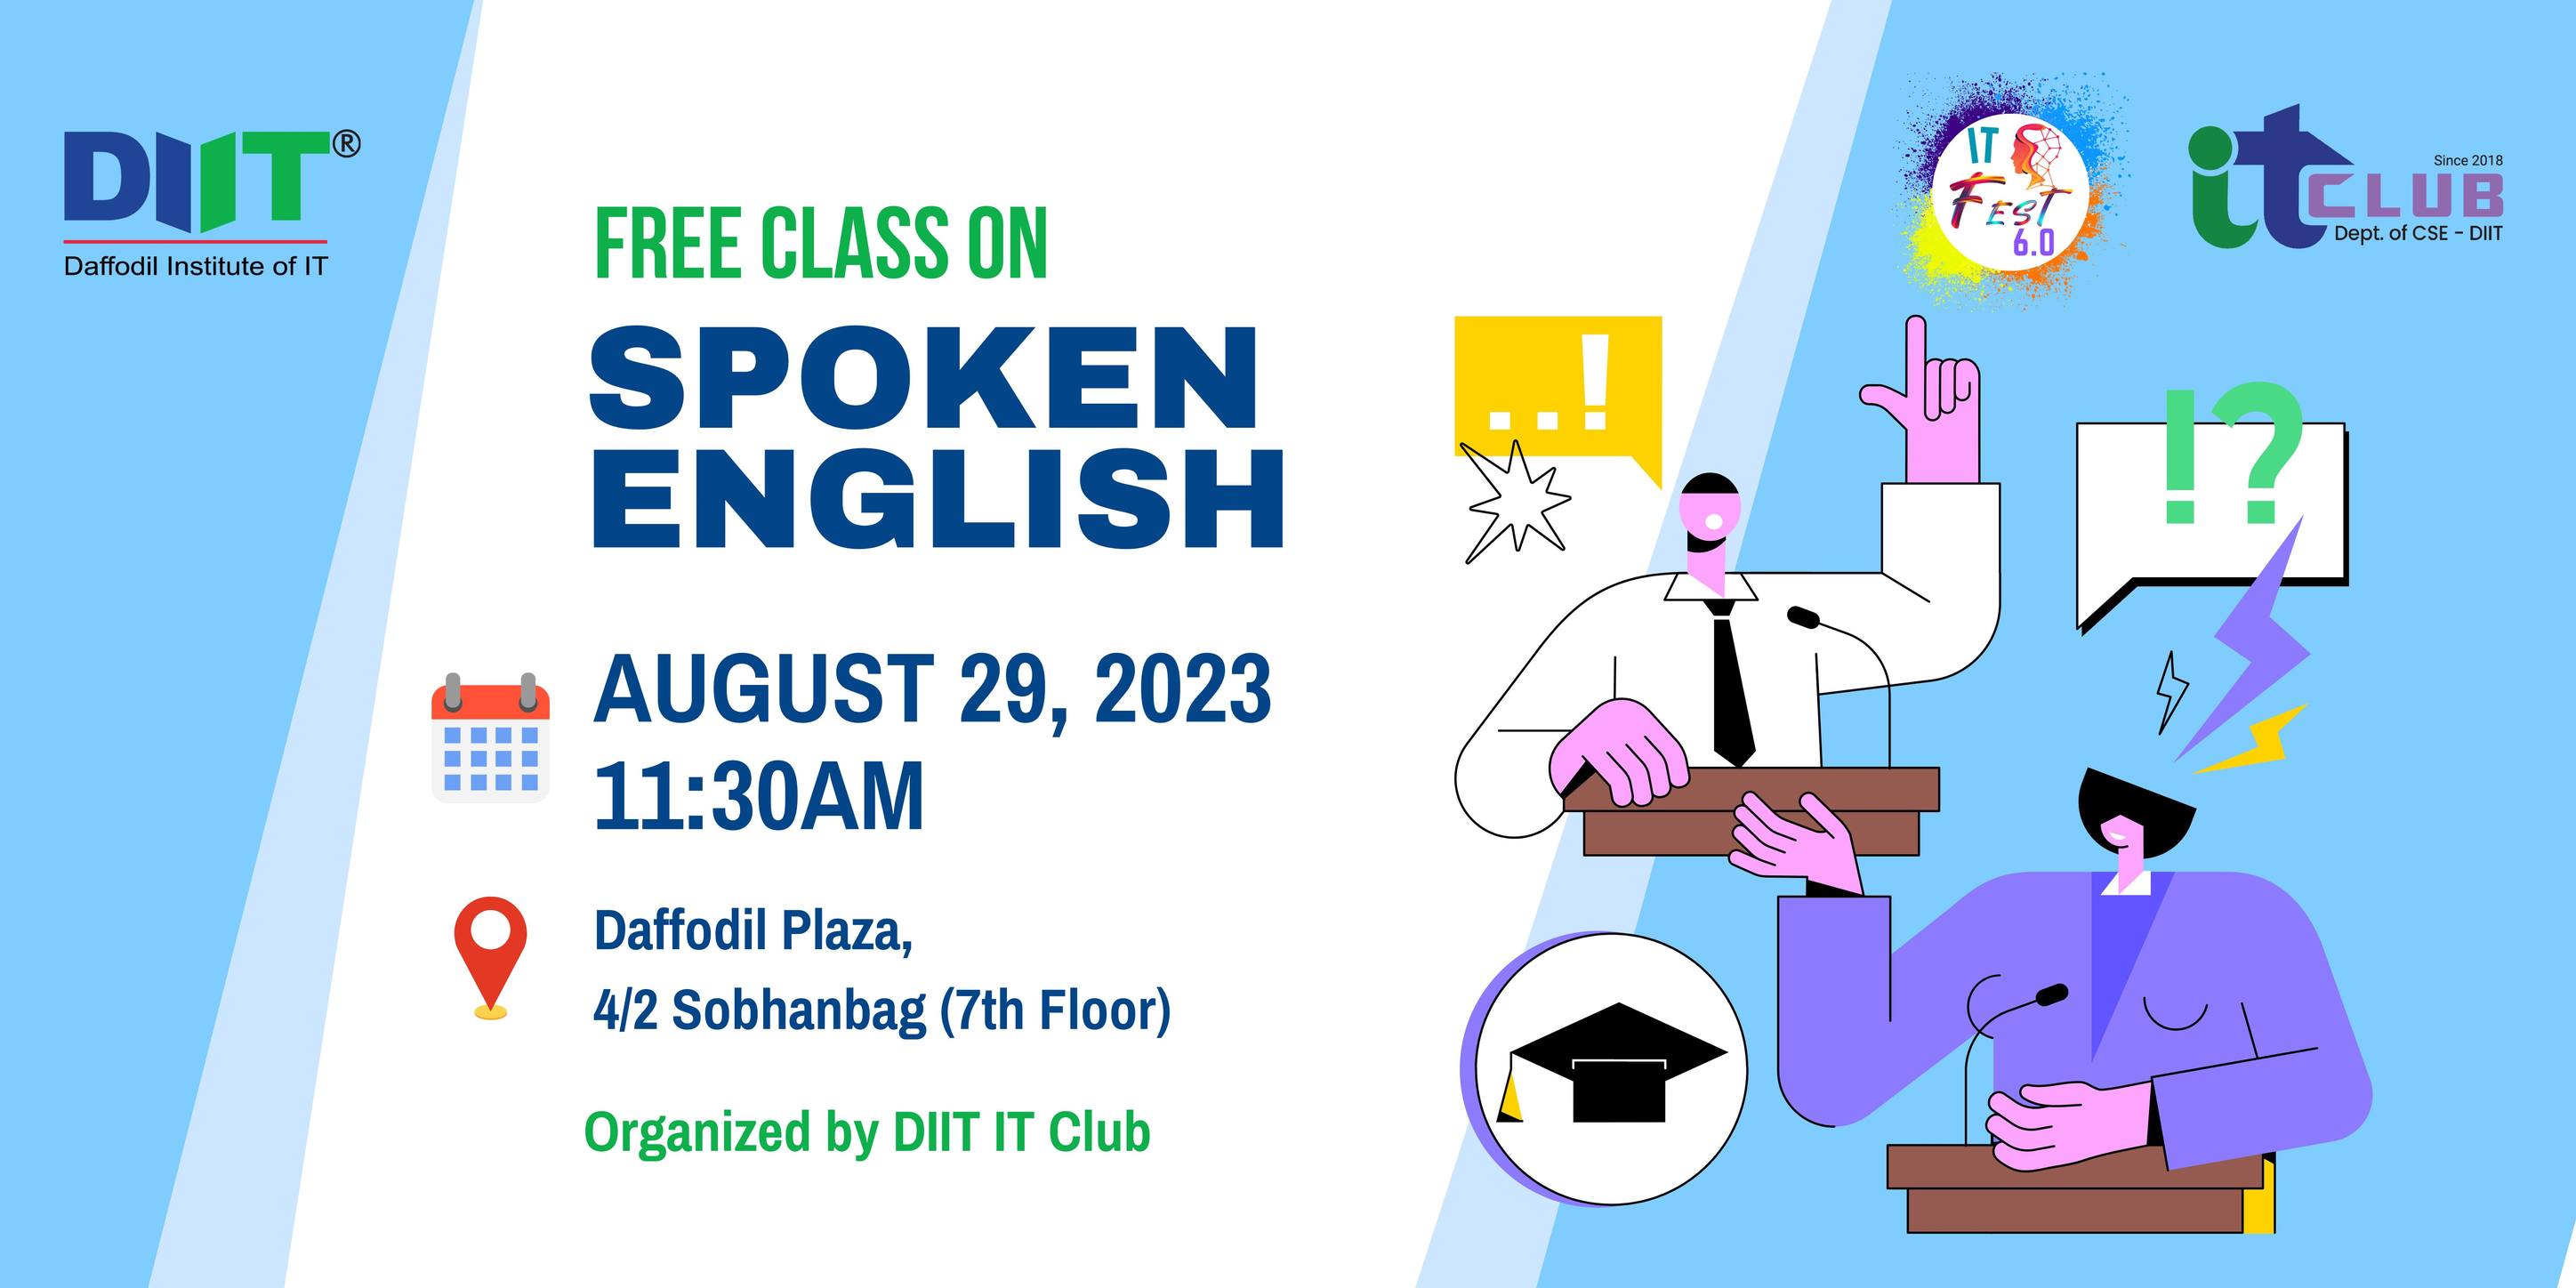 DIIT®
Daffodil Institute of IT
IT
FEST
6.0
Since 2018
it CLUB
Dept. of CSE - DIIT
FREE CLASS ON
SPOKEN
ENGLISH
AUGUST 29, 2023
11:30AM
Daffodil Plaza,
4/2 Sobhanbag (7th Floor)
Organized by DIIT IT Club
..!
!?